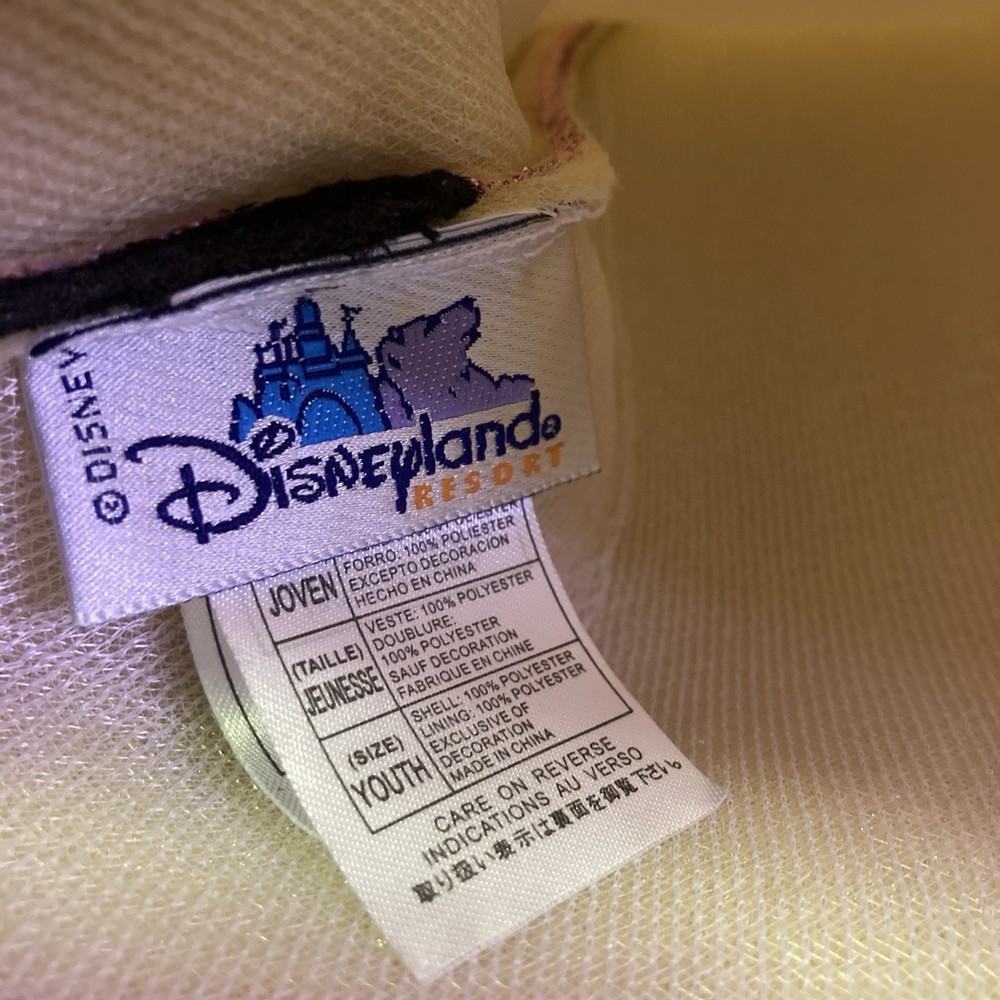 © DISNEY
Disneyland®
RESORT
JOVEN
FORRO: 100% POLIESTER
EXCEPTO DECORACION
HECHO EN CHINA
(TAILLE)
JEUNESSE
VESTE: 100% POLYESTER
DOUBLURE:
100% POLYESTER
SAUF DECORATION
FABRIQUE EN CHINE
(SIZE)
YOUTH
SHELL: 100% POLYESTER
LINING: 100% POLYESTER
EXCLUSIVE OF
DECORATION
MADE IN CHINA
CARE ON REVERSE
INDICATIONS AU VERSO
取り扱い表示は裏面を御覧下さい。